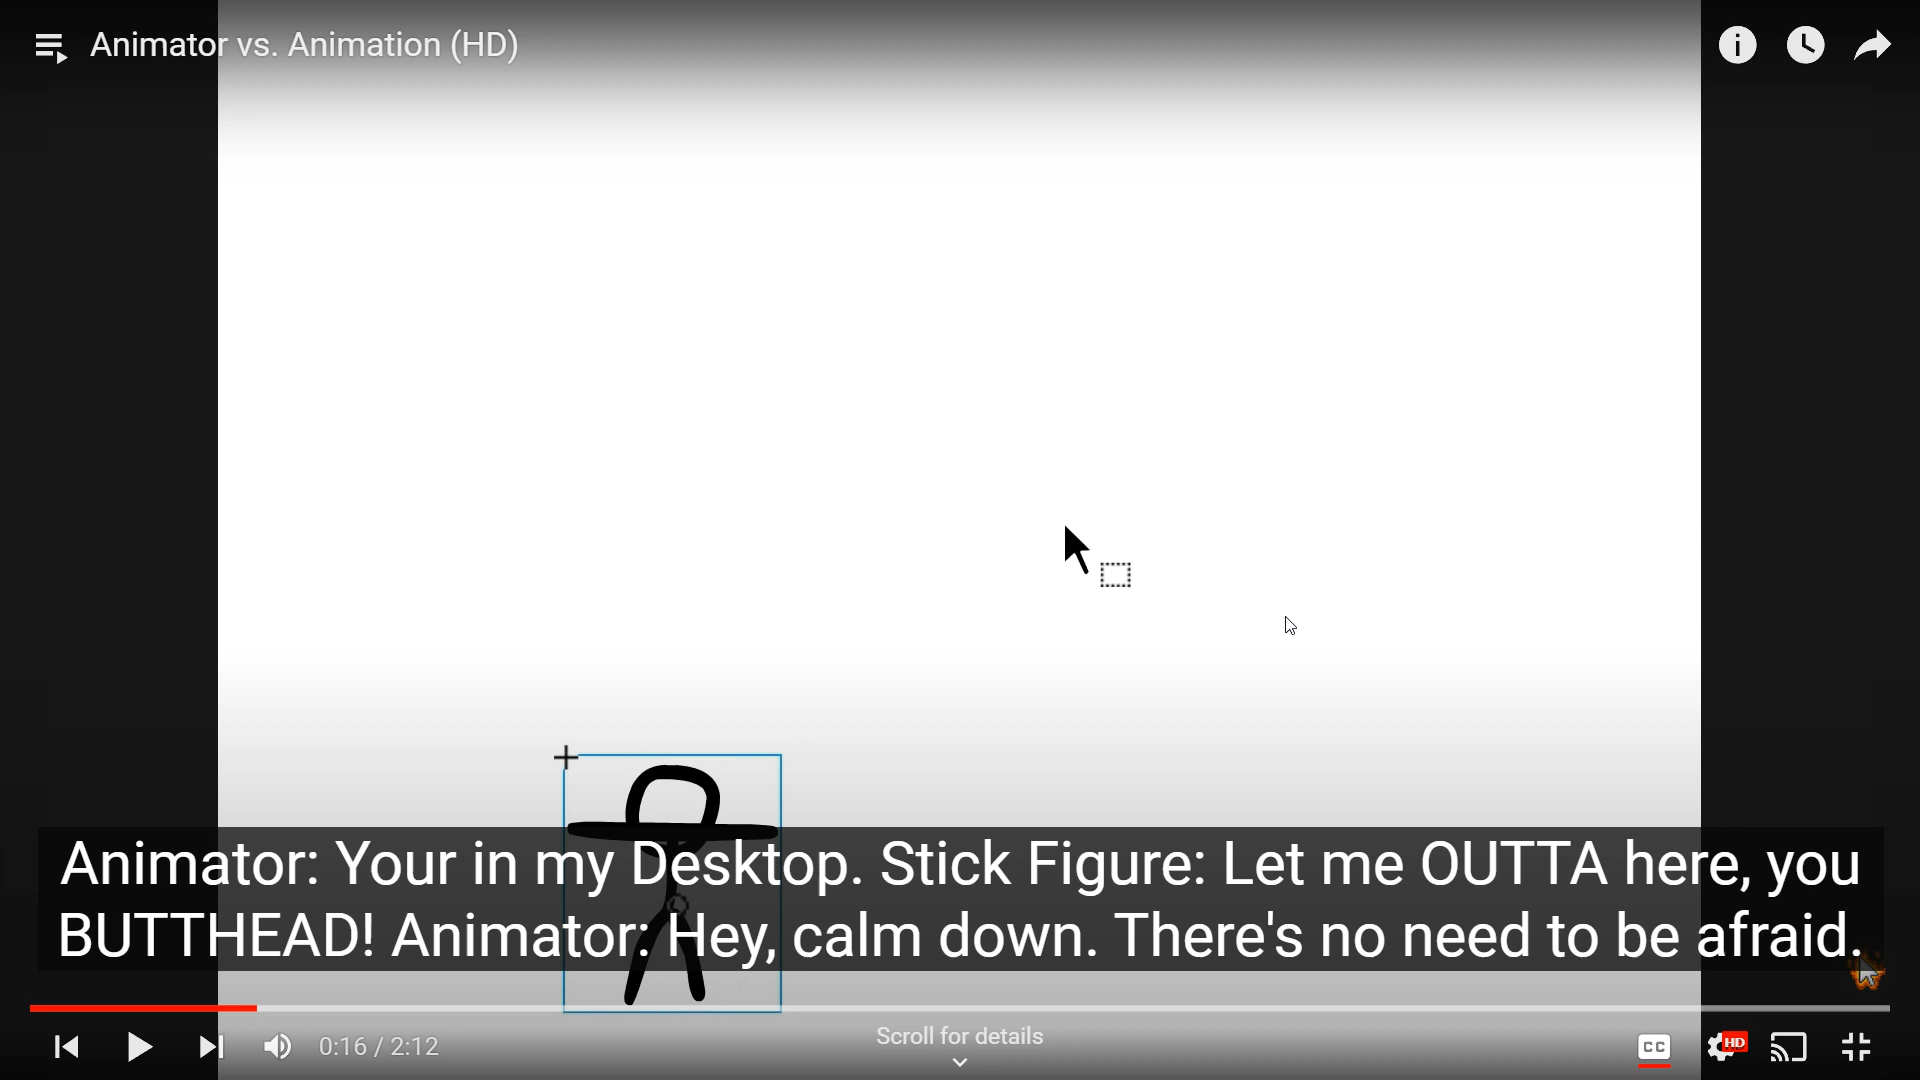 Animator vs. Animation (HD)
Animator: Your in my Desktop. Stick Figure: Let me OUTTA here, you
BUTTHEAD! Animator: Hey, calm down. There's no need to be afraid.
0:16 / 2:12
Scroll for details
CC
HD